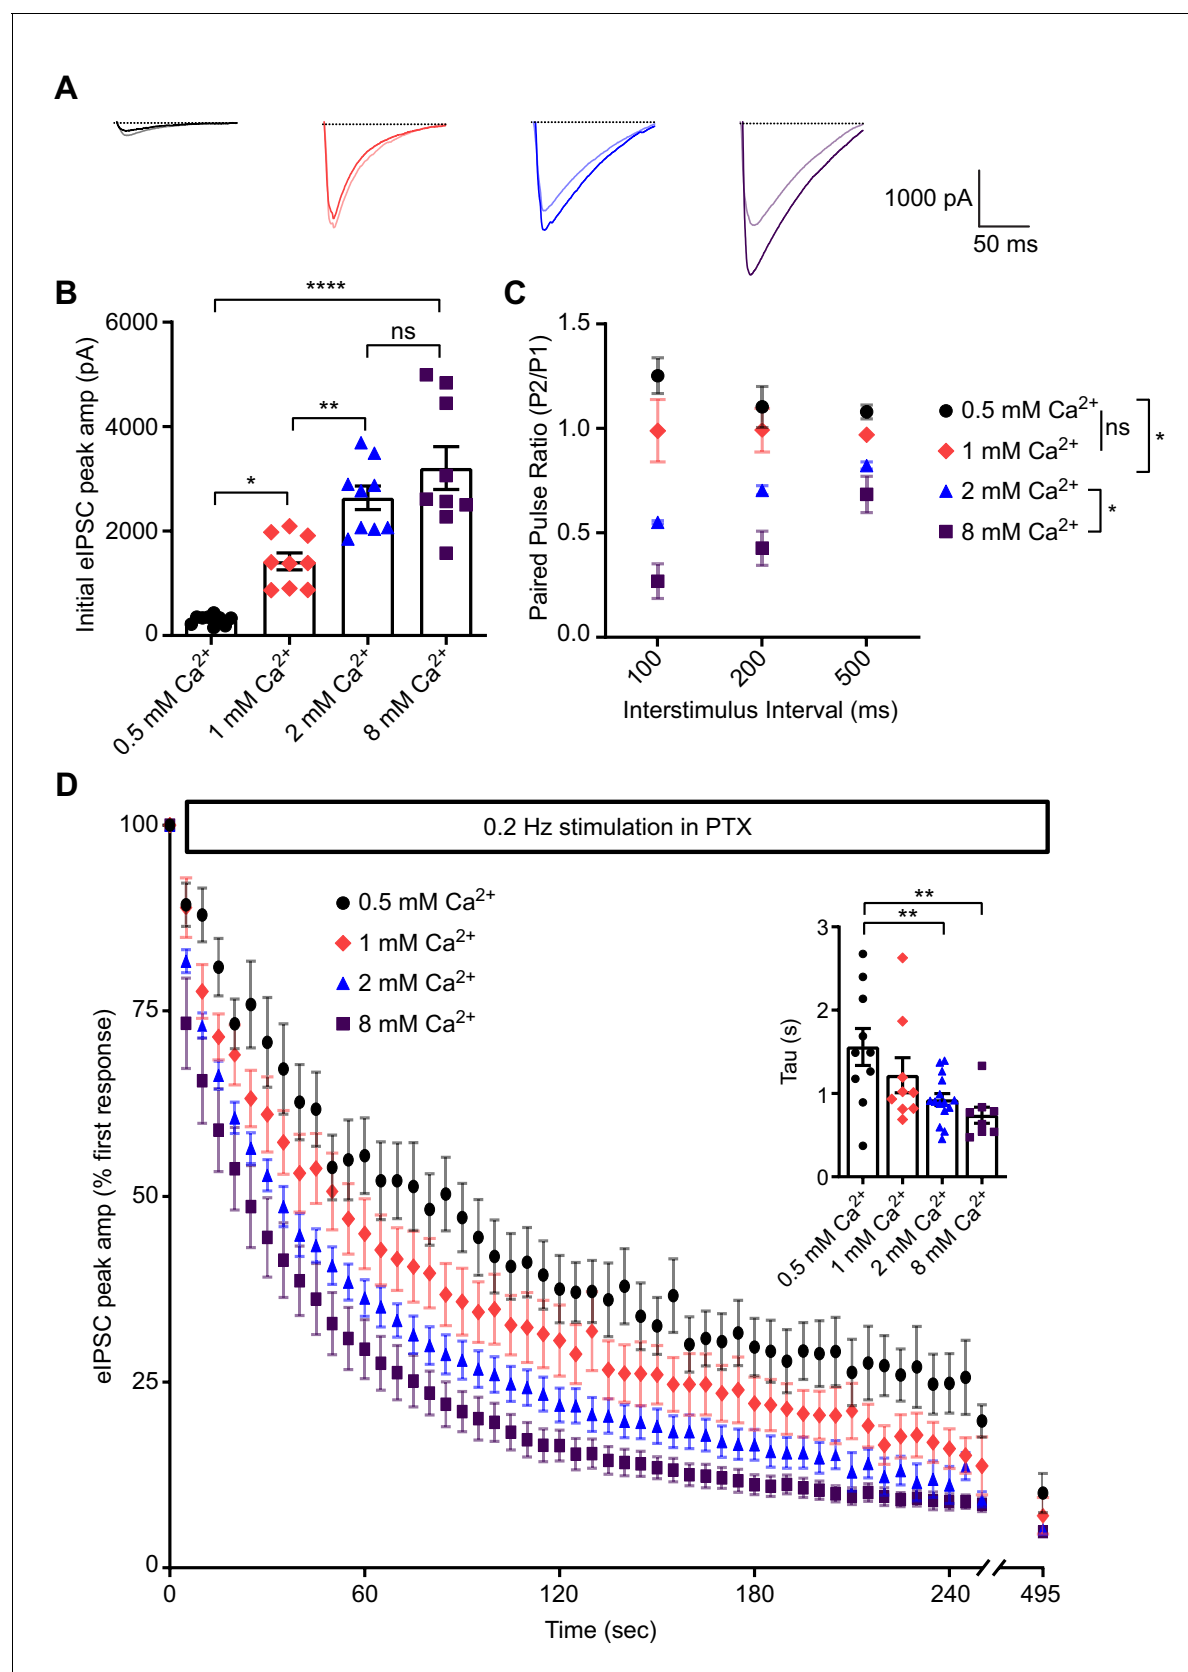 A
1000 pA
50 ms
B
****
ns
**
*
Initial eIPSC peak amp (pA)
6000
4000
2000
0
0.5 mM Ca²⁺
1 mM Ca²⁺
2 mM Ca²⁺
8 mM Ca²⁺
C
Paired Pulse Ratio (P2/P1)
1.5
1.0
0.5
0.0
100
200
500
Interstimulus Interval (ms)
0.5 mM Ca²⁺
1 mM Ca²⁺
2 mM Ca²⁺
8 mM Ca²⁺
ns
*
*
D
0.2 Hz stimulation in PTX
eIPSC peak amp (% first response)
100
75
50
25
0
0.5 mM Ca²⁺
1 mM Ca²⁺
2 mM Ca²⁺
8 mM Ca²⁺
**
**
Tau (s)
3
2
1
0
0.5 mM Ca²⁺
1 mM Ca²⁺
2 mM Ca²⁺
8 mM Ca²⁺
0
60
120
180
240
495
Time (sec)